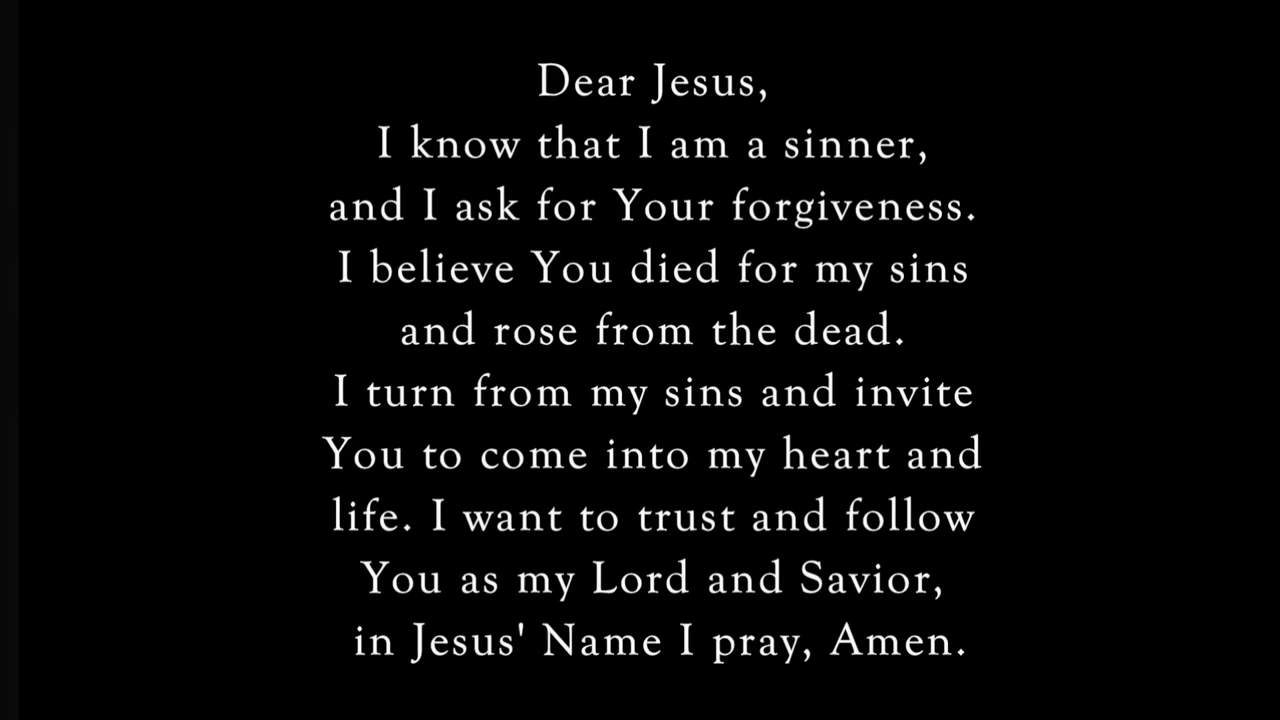 Dear Jesus,
I know that I am a sinner,
and I ask for Your forgiveness.
I believe You died for my sins
and rose from the dead.
I turn from my sins and invite
You to come into my heart and
life. I want to trust and follow
You as my Lord and Savior,
in Jesus' Name I pray, Amen.